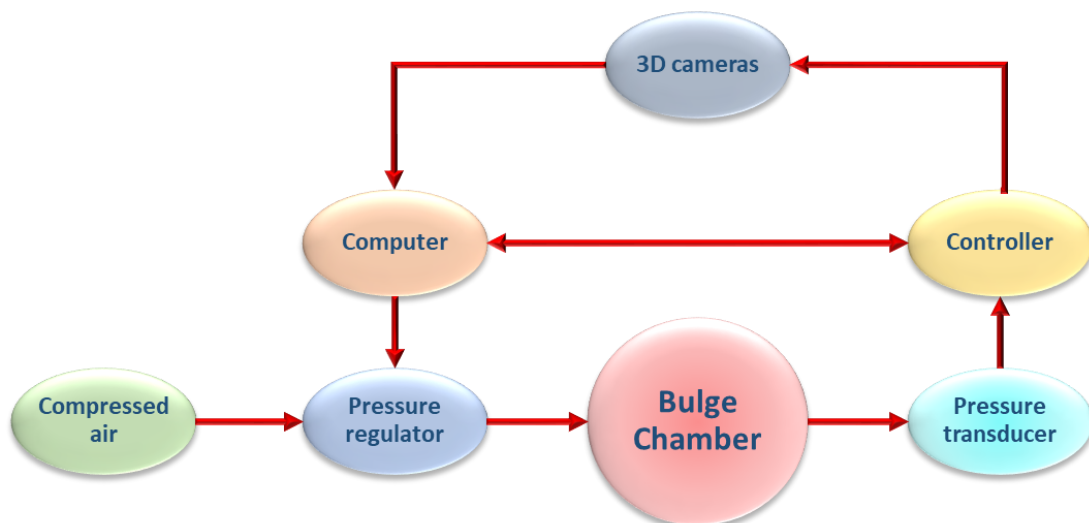 3D cameras
Computer
Controller
Compressed
air
Pressure
regulator
Bulge
Chamber
Pressure
transducer